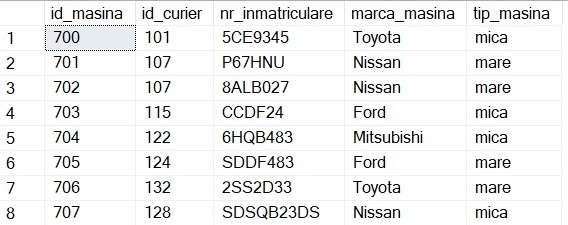 id_masina id_curier nr_inmatriculare marca_masina tip_masina
1 700 101 5CE9345 Toyota mica
2 701 107 P67HNU Nissan mare
3 702 107 8ALB027 Nissan mare
4 703 115 CCDF24 Ford mica
5 704 122 6HQB483 Mitsubishi mica
6 705 124 SDDF483 Ford mare
7 706 132 2SS2D33 Toyota mare
8 707 128 SDSQB23DS Nissan mica